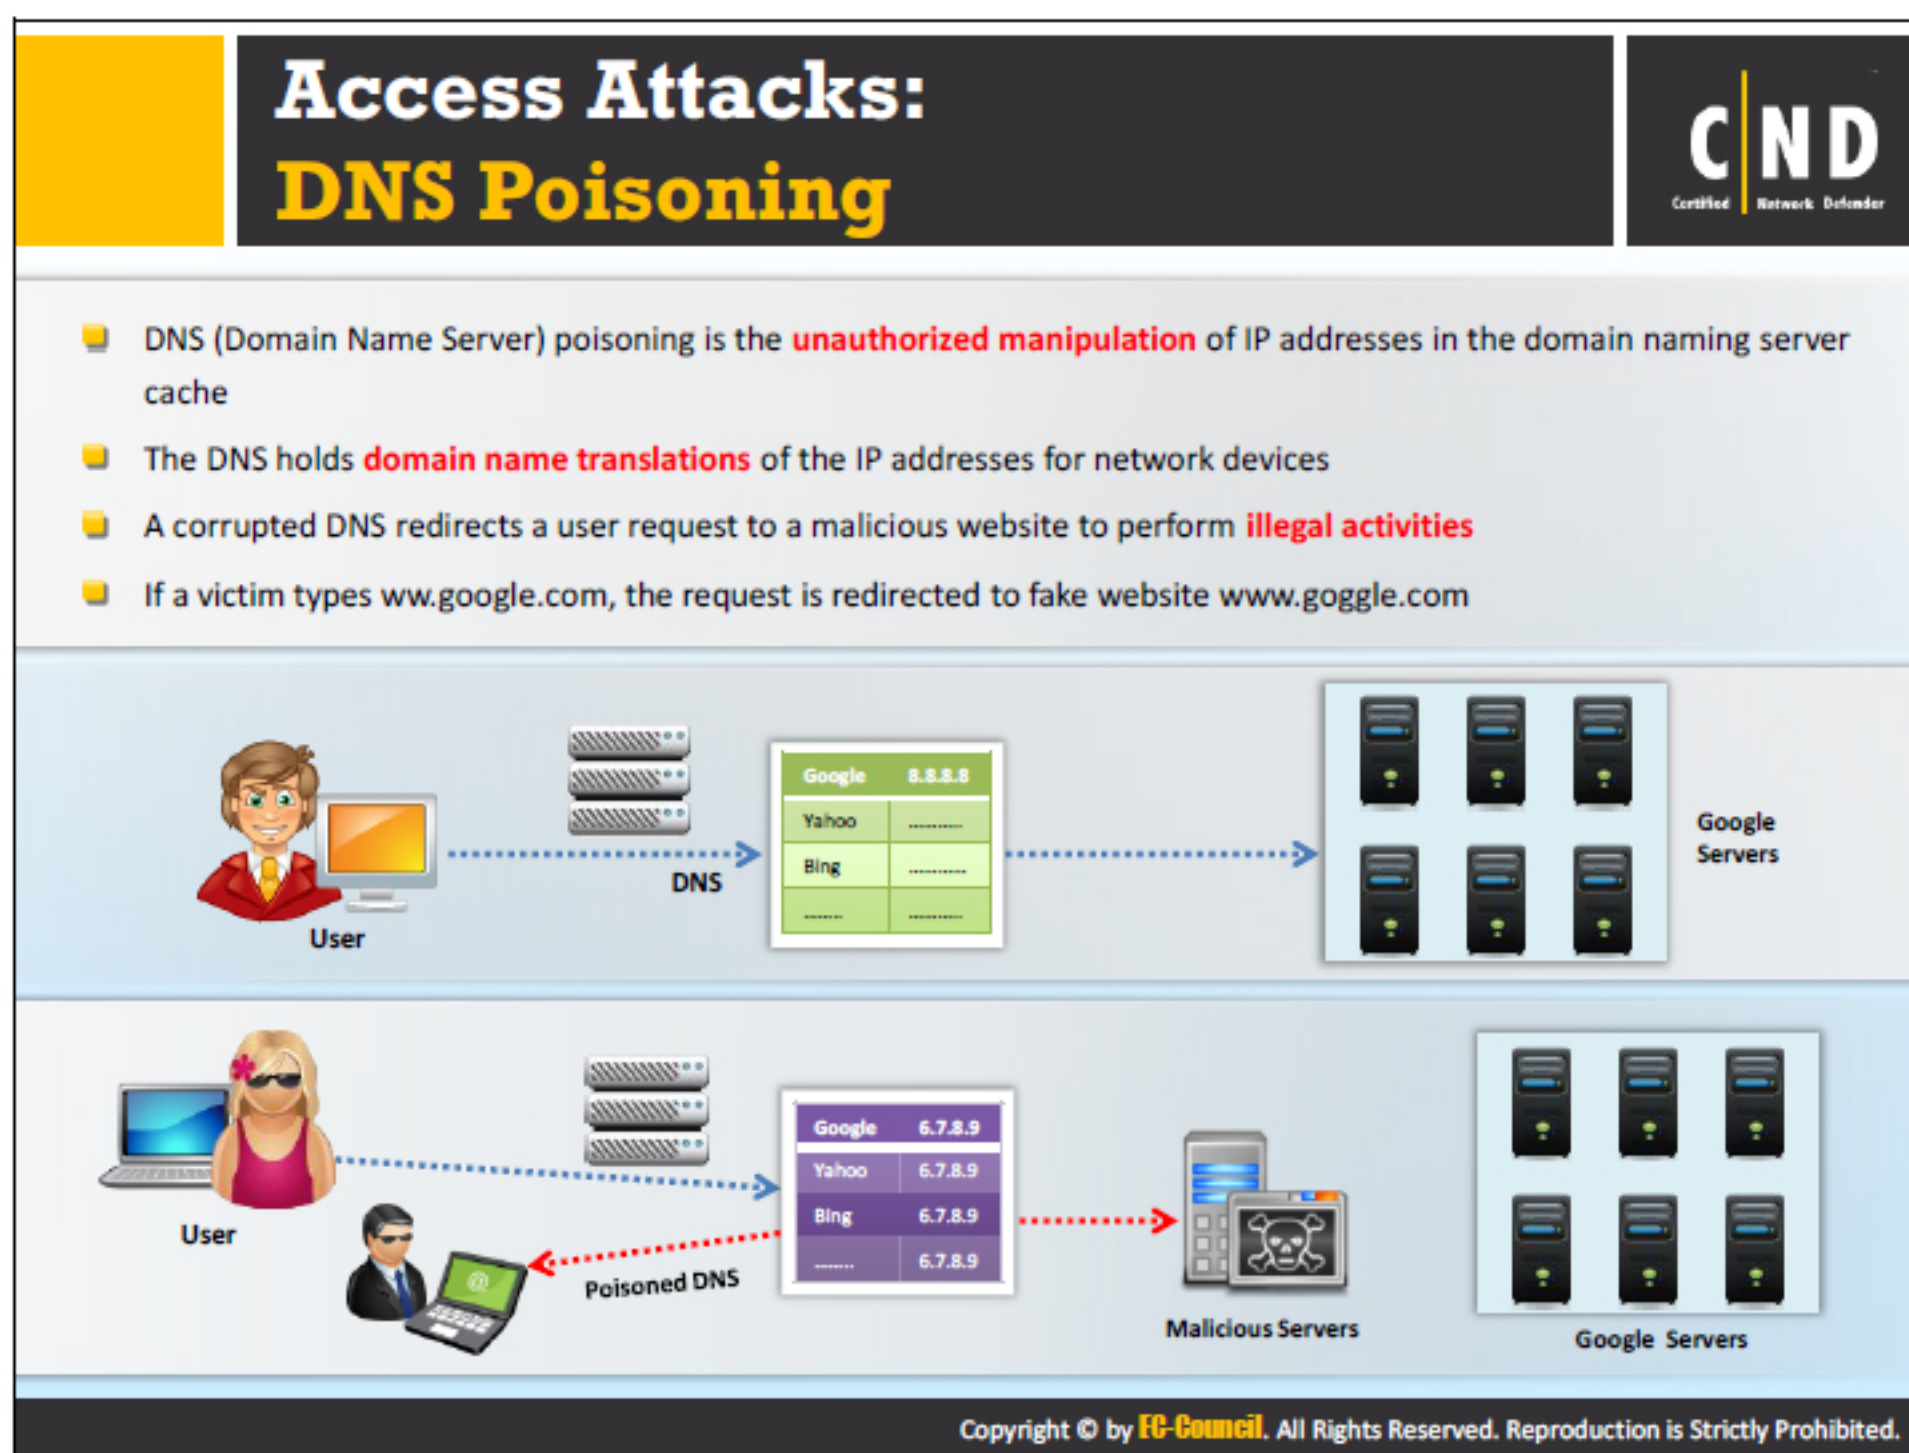 Access Attacks:
DNS Poisoning
C|ND
Certified Network Defender
DNS (Domain Name Server) poisoning is the unauthorized manipulation of IP addresses in the domain naming server
cache
The DNS holds domain name translations of the IP addresses for network devices
A corrupted DNS redirects a user request to a malicious website to perform illegal activities
If a victim types ww.google.com, the request is redirected to fake website www.goggle.com
User
DNS
Google 8.8.8.8
Yahoo ...........
Bing ............
........ ...........
Google
Servers
User
Poisoned DNS
Google 6.7.8.9
Yahoo 6.7.8.9
Bing 6.7.8.9
........ 6.7.8.9
@
Malicious Servers
Google Servers
Copyright © by EC-Council. All Rights Reserved. Reproduction is Strictly Prohibited.